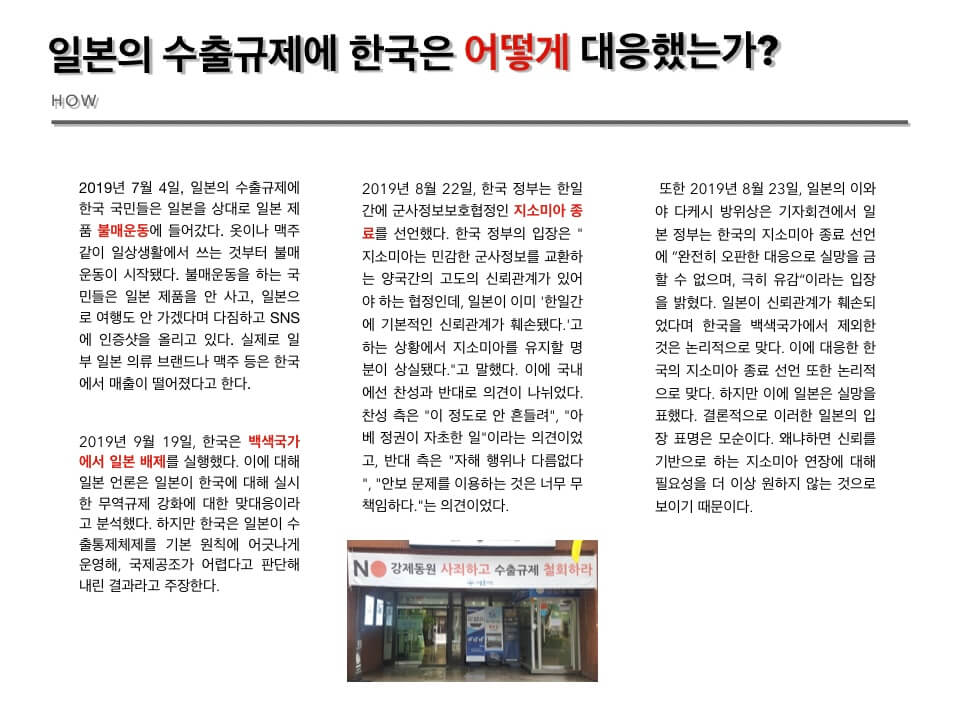 일본의 수출규제에 한국은 어떻게 대응했는가?
HOW
2019년 7월 4일, 일본의 수출규제에
한국 국민들은 일본을 상대로 일본 제
품 불매운동에 들어갔다. 옷이나 맥주
같이 일상생활에서 쓰는 것부터 불매
운동이 시작됐다. 불매운동을 하는 국
민들은 일본 제품을 안 사고, 일본으
로 여행도 안 가겠다며 다짐하고 SNS
에 인증샷을 올리고 있다. 실제로 일
부 일본 의류 브랜드나 맥주 등은 한국
에서 매출이 떨어졌다고 한다.
2019년 9월 19일, 한국은 백색국가
에서 일본 배제를 실행했다. 이에 대해
일본 언론은 일본이 한국에 대해 실시
한 무역규제 강화에 대한 맞대응이라
고 분석했다. 하지만 한국은 일본이 수
출통제체제를 기본 원칙에 어긋나게
운영해, 국제공조가 어렵다고 판단해
내린 결과라고 주장한다.
2019년 8월 22일, 한국 정부는 한일
간에 군사정보보호협정인 지소미아 종
료를 선언했다. 한국 정부의 입장은 "
지소미아는 민감한 군사정보를 교환하
는 양국간의 고도의 신뢰관계가 있어
야 하는 협정인데, 일본이 이미 '한일간
에 기본적인 신뢰관계가 훼손됐다.'고
하는 상황에서 지소미아를 유지할 명
분이 상실됐다."고 말했다. 이에 국내
에선 찬성과 반대로 의견이 나뉘었다.
찬성 측은 "이 정도로 안 흔들려", "아
베 정권이 자초한 일"이라는 의견이었
고, 반대 측은 "자해 행위나 다름없다
", "안보 문제를 이용하는 것은 너무 무
책임하다."는 의견이었다.
NO 강제동원 사죄하고 수출규제 철회하라
또한 2019년 8월 23일, 일본의 이와
야 다케시 방위상은 기자회견에서 일
본 정부는 한국의 지소미아 종료 선언
에 “완전히 오판한 대응으로 실망을 금
할 수 없으며, 극히 유감“이라는 입장
을 밝혔다. 일본이 신뢰관계가 훼손되
었다며 한국을 백색국가에서 제외한
것은 논리적으로 맞다. 이에 대응한 한
국의 지소미아 종료 선언 또한 논리적
으로 맞다. 하지만 이에 일본은 실망을
표했다. 결론적으로 이러한 일본의 입
장 표명은 모순이다. 왜냐하면 신뢰를
기반으로 하는 지소미아 연장에 대해
필요성을 더 이상 원하지 않는 것으로
보이기 때문이다.